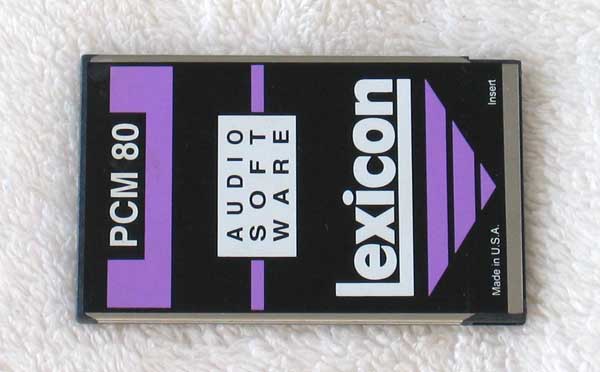 PCM 80
AUDIO
SOFT
WARE
Lexicon
Made in U.S.A.
Insert